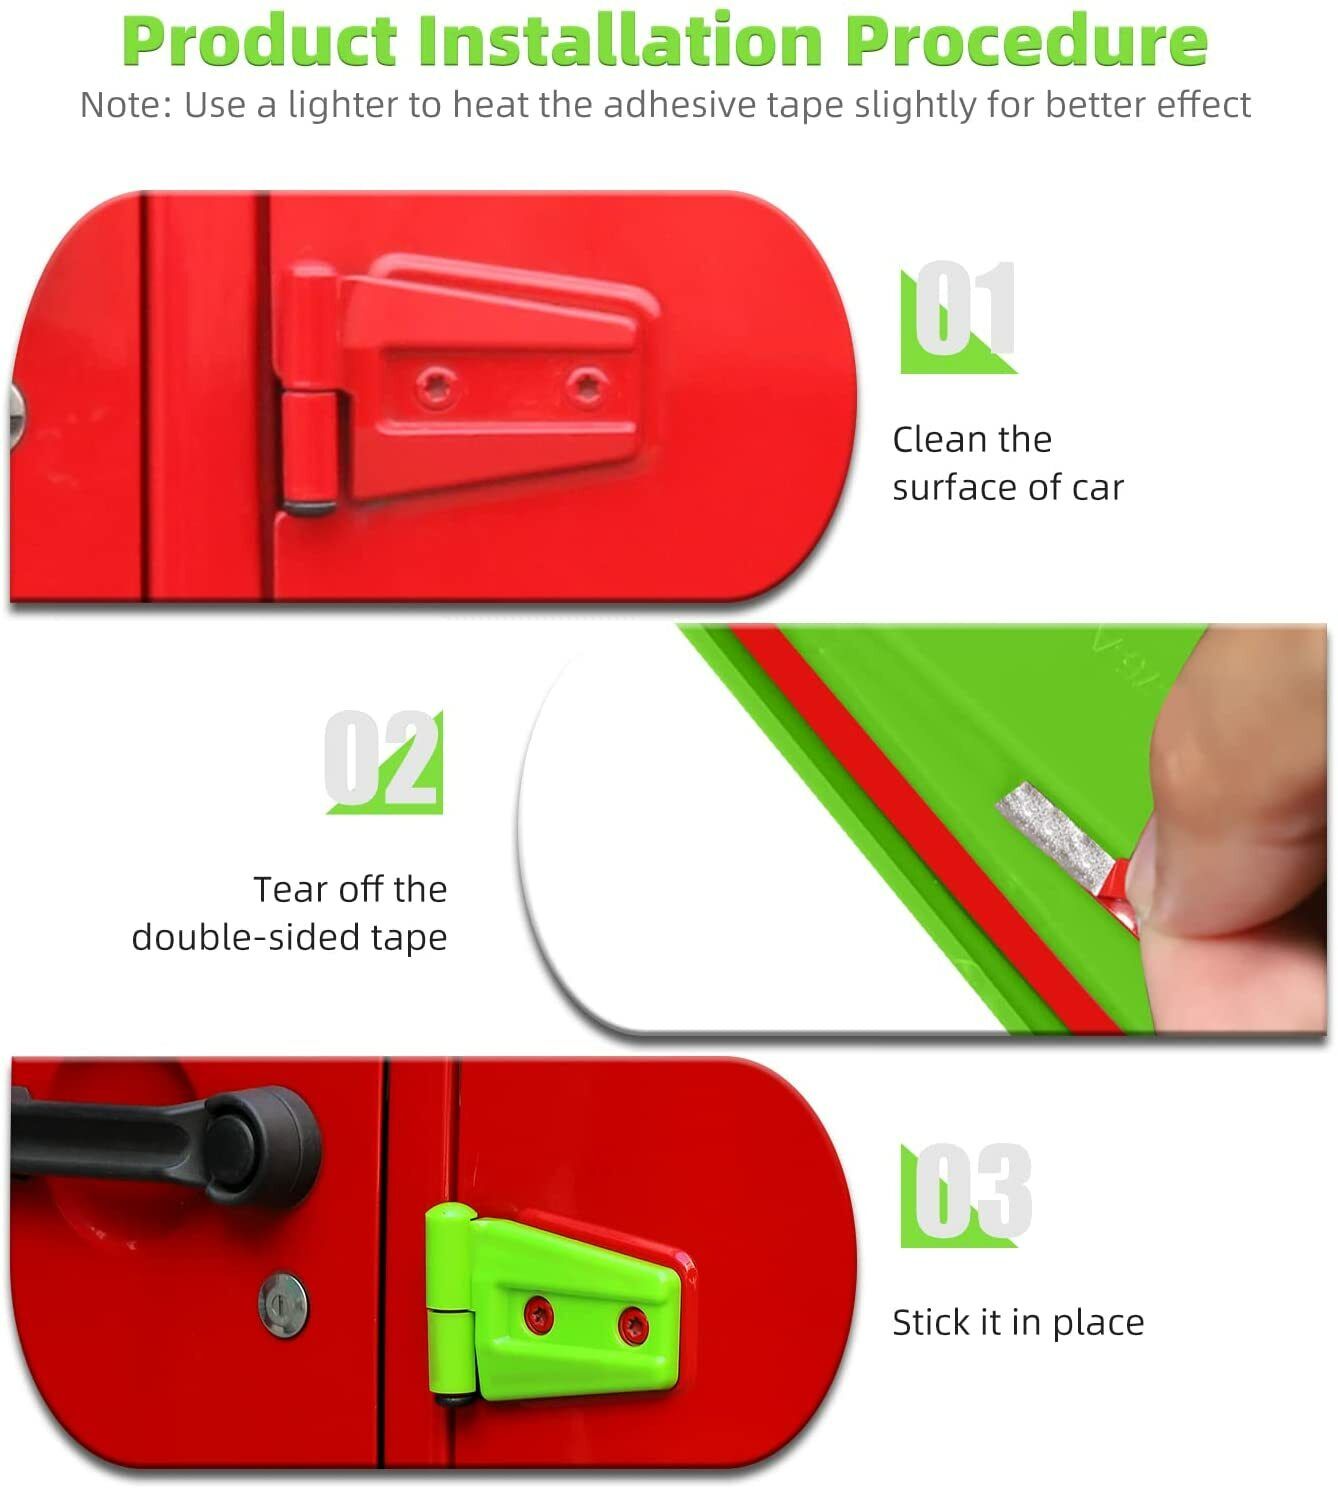 Product Installation Procedure
Note: Use a lighter to heat the adhesive tape slightly for better effect
01
Clean the
surface of car
02
Tear off the
double-sided tape
03
Stick it in place